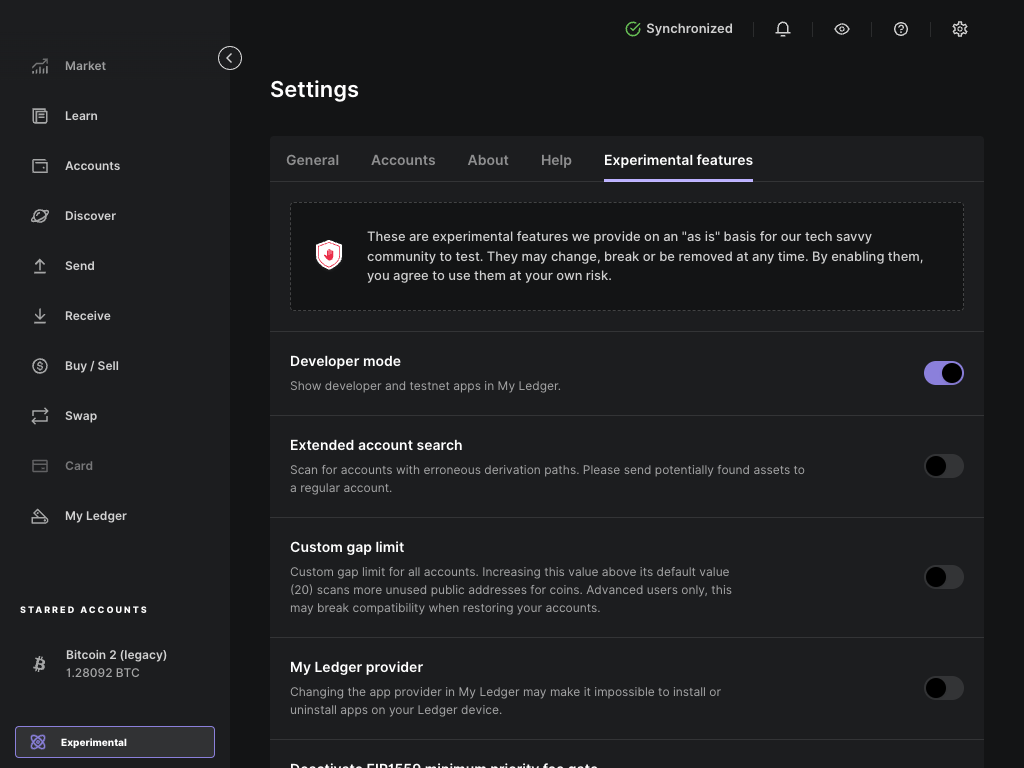 Synchronized
Market
Learn
Accounts
Discover
Send
Receive
Buy / Sell
Swap
Card
My Ledger
STARRED ACCOUNTS
Bitcoin 2 (legacy)
1.28092 BTC
Experimental
Settings
General
Accounts
About
Help
Experimental features
These are experimental features we provide on an "as is" basis for our tech savvy
community to test. They may change, break or be removed at any time. By enabling them,
you agree to use them at your own risk.
Developer mode
Show developer and testnet apps in My Ledger.
Extended account search
Scan for accounts with erroneous derivation paths. Please send potentially found assets to
a regular account.
Custom gap limit
Custom gap limit for all accounts. Increasing this value above its default value
(20) scans more unused public addresses for coins. Advanced users only, this
may break compatibility when restoring your accounts.
My Ledger provider
Changing the app provider in My Ledger may make it impossible to install or
uninstall apps on your Ledger device.
Deactivate EIP1559 minimum priority fee gate